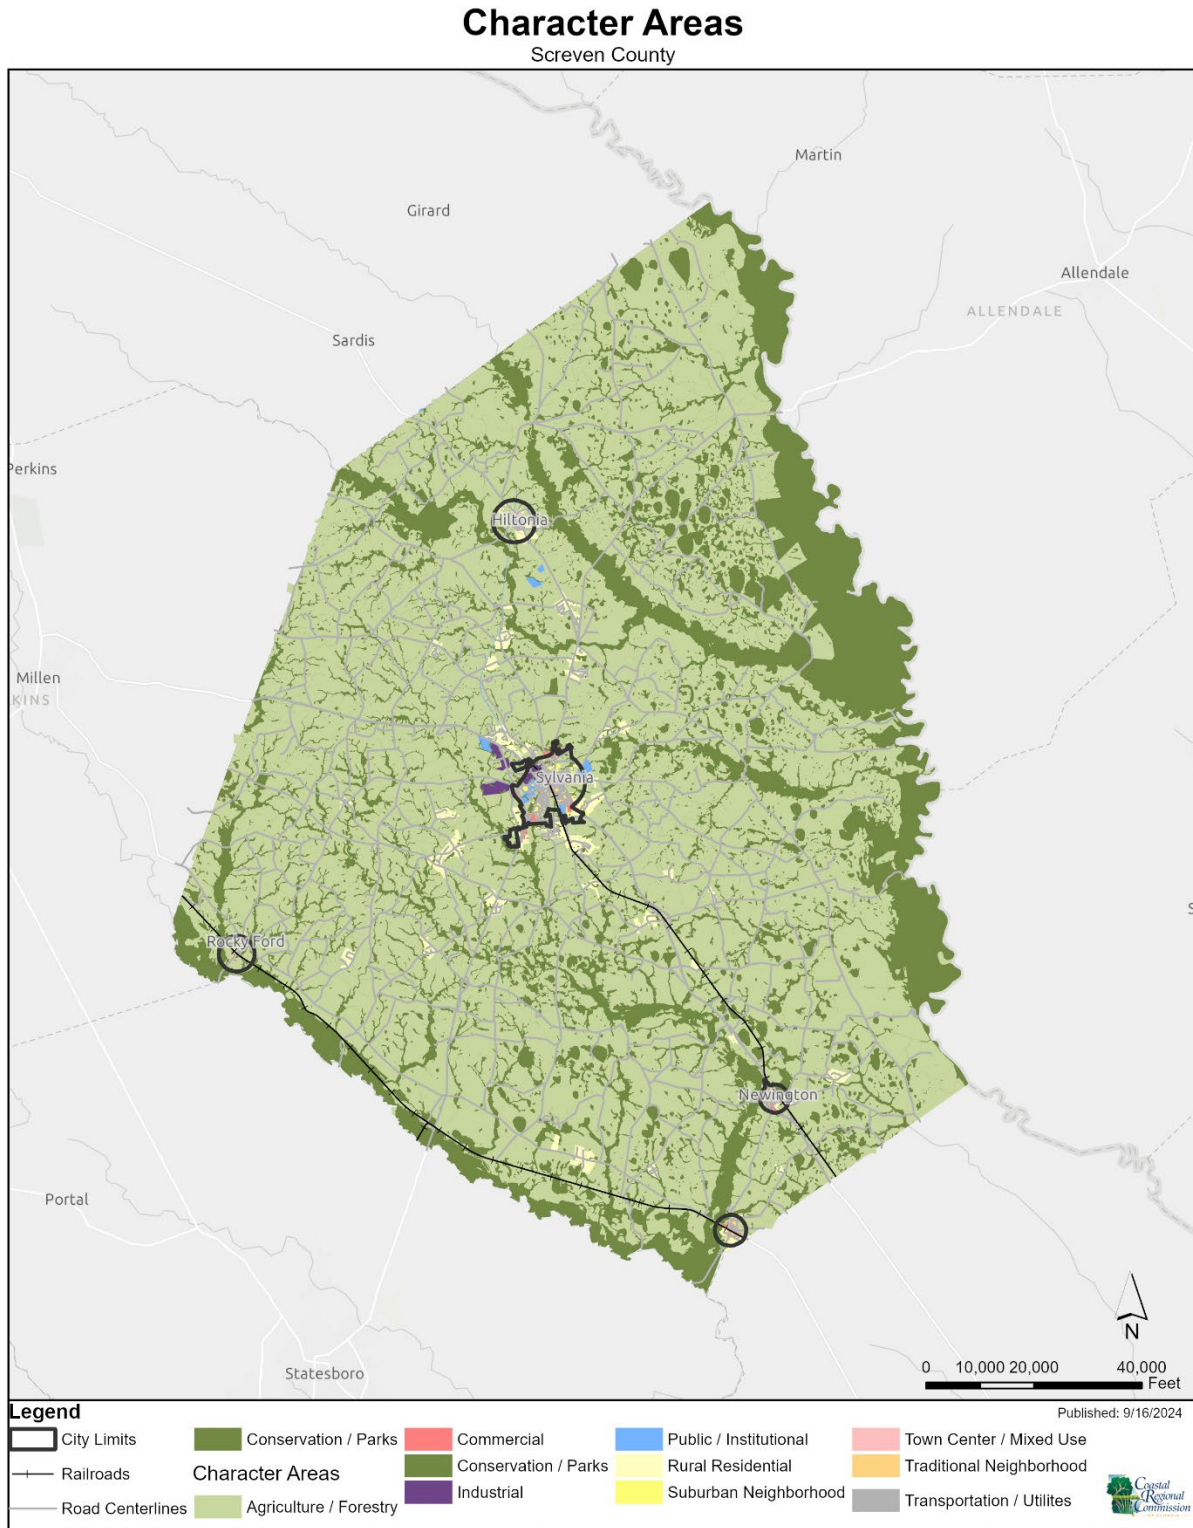 Character Areas
Screven County
Martin
Girard
Allendale
ALLENDALE
Sardis
Perkins
Hiltonia
Millen
KINS
Sylvania
S
Rocky Ford
Newington
Portal
Statesboro
N
0 10,000 20,000 40,000
Feet
Legend
Published: 9/16/2024
City Limits
Conservation / Parks
Commercial
Public / Institutional
Town Center / Mixed Use
Railroads
Character Areas
Conservation / Parks
Rural Residential
Traditional Neighborhood
Road Centerlines
Agriculture / Forestry
Industrial
Suburban Neighborhood
Transportation / Utilites
Coastal
Regional
Commission